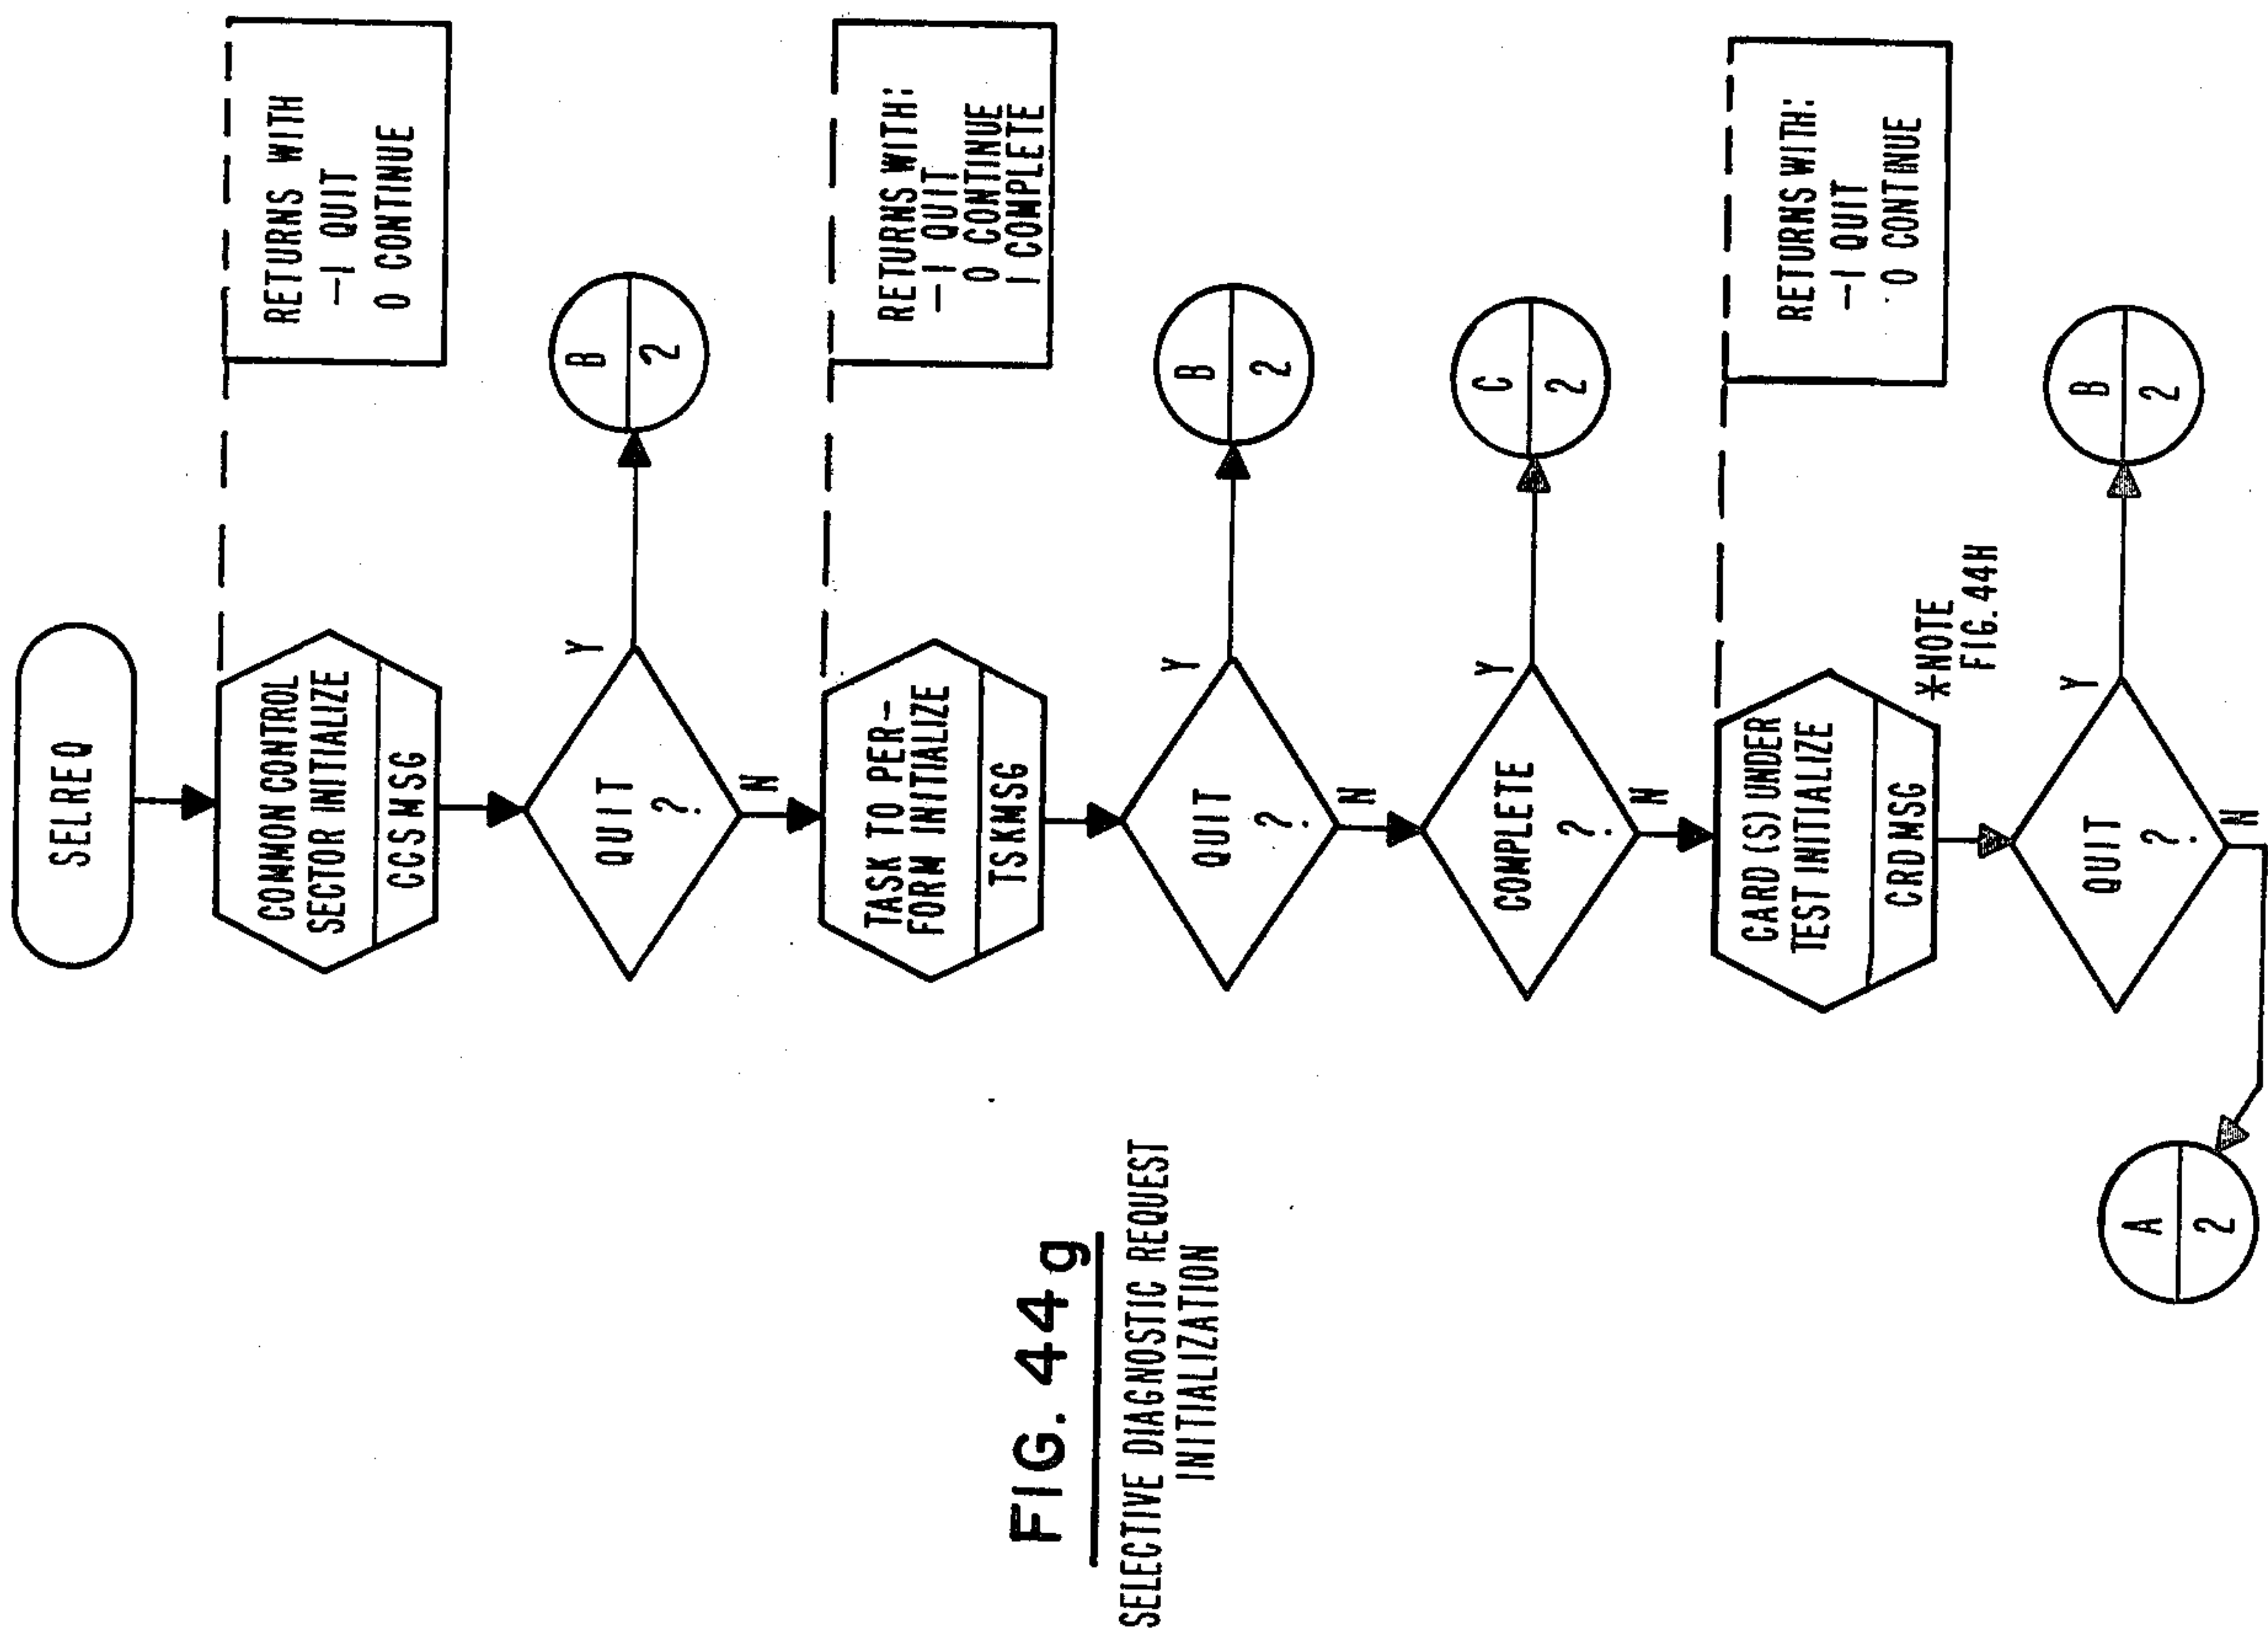 SELREQ
COMMON CONTROL
SECTOR INITIALIZE
CCSMSG
RETURNS WITH
-1 QUIT
0 CONTINUE
QUIT
?
Y
B
2
N
TASK TO PER-
FORM INITIALIZE
TSKMSG
RETURNS WITH:
-1 QUIT
0 CONTINUE
1 COMPLETE
QUIT
?
Y
B
2
N
COMPLETE
?
Y
C
2
N
CARD (S) UNDER
TEST INITIALIZE
CRDMSG
RETURNS WITH:
-1 QUIT
0 CONTINUE
*NOTE
FIG. 44H
QUIT
?
Y
B
2
N
A
2
FIG. 44g
SELECTIVE DIAGNOSTIC REQUEST
INITIALIZATION